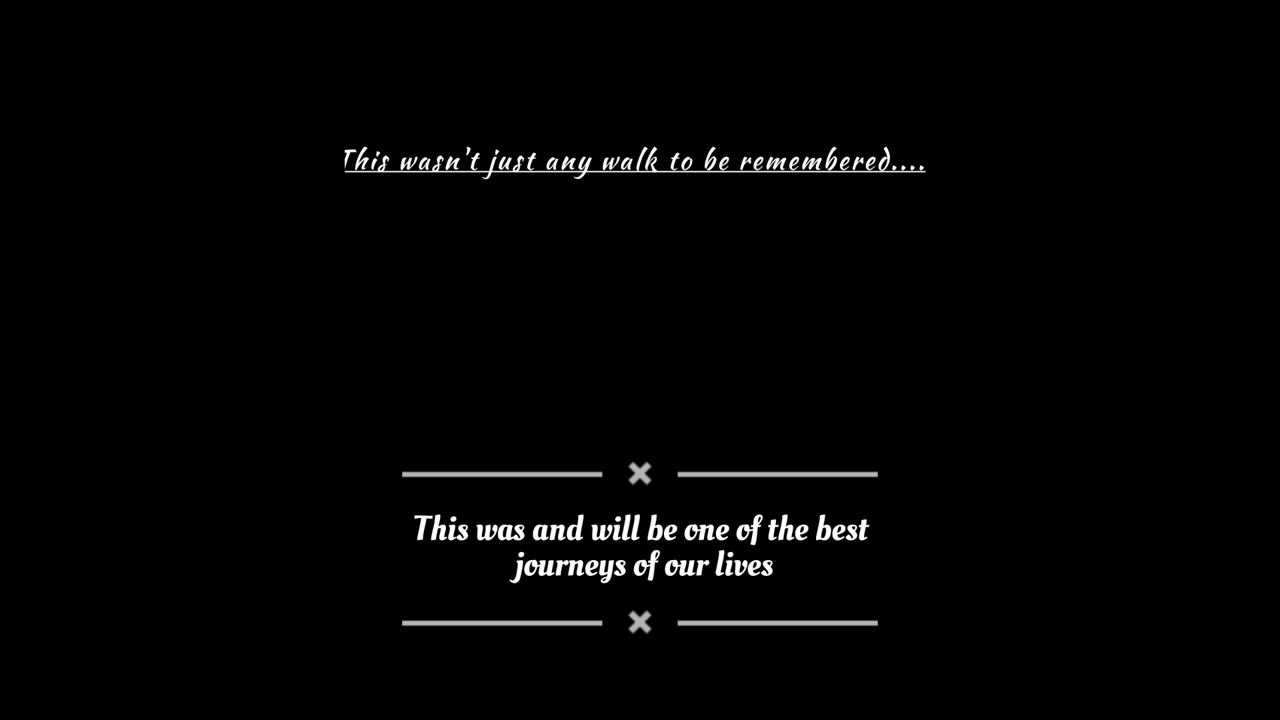 This wasn't just any walk to be remembered....
This was and will be one of the best
journeys of our lives